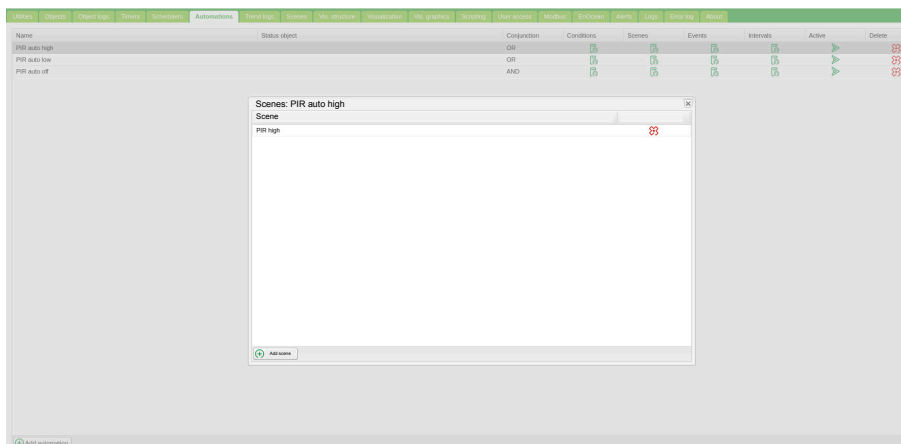 Utilities Objects Object logs Timers Schedulers Automations Trend logs Scenes Vis. structure Visualisation Vis. graphics Scripting User access Modbus EnOcean Alerts Logs Error log About
Name Status object Conjunction Conditions Scenes Events Intervals Active Delete
PIR auto high OR
PIR auto low OR
PIR auto off AND
Scenes: PIR auto high
Scene
PIR high
Add scene
Add automation